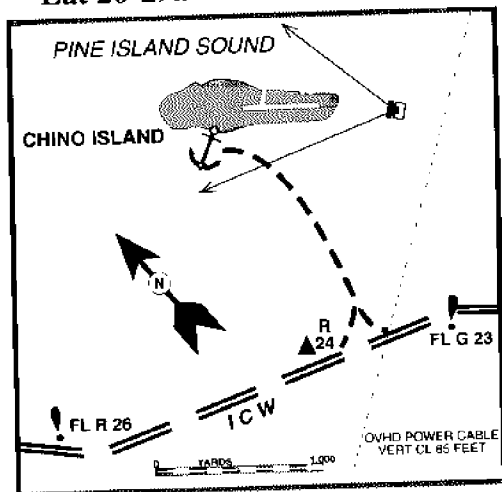 PINE ISLAND SOUND
CHINO ISLAND
N
R
24
FL G 23
FL R 26
I C W
OVHD POWER CABLE
VERT CL 85 FEET
0 YARDS 1,000